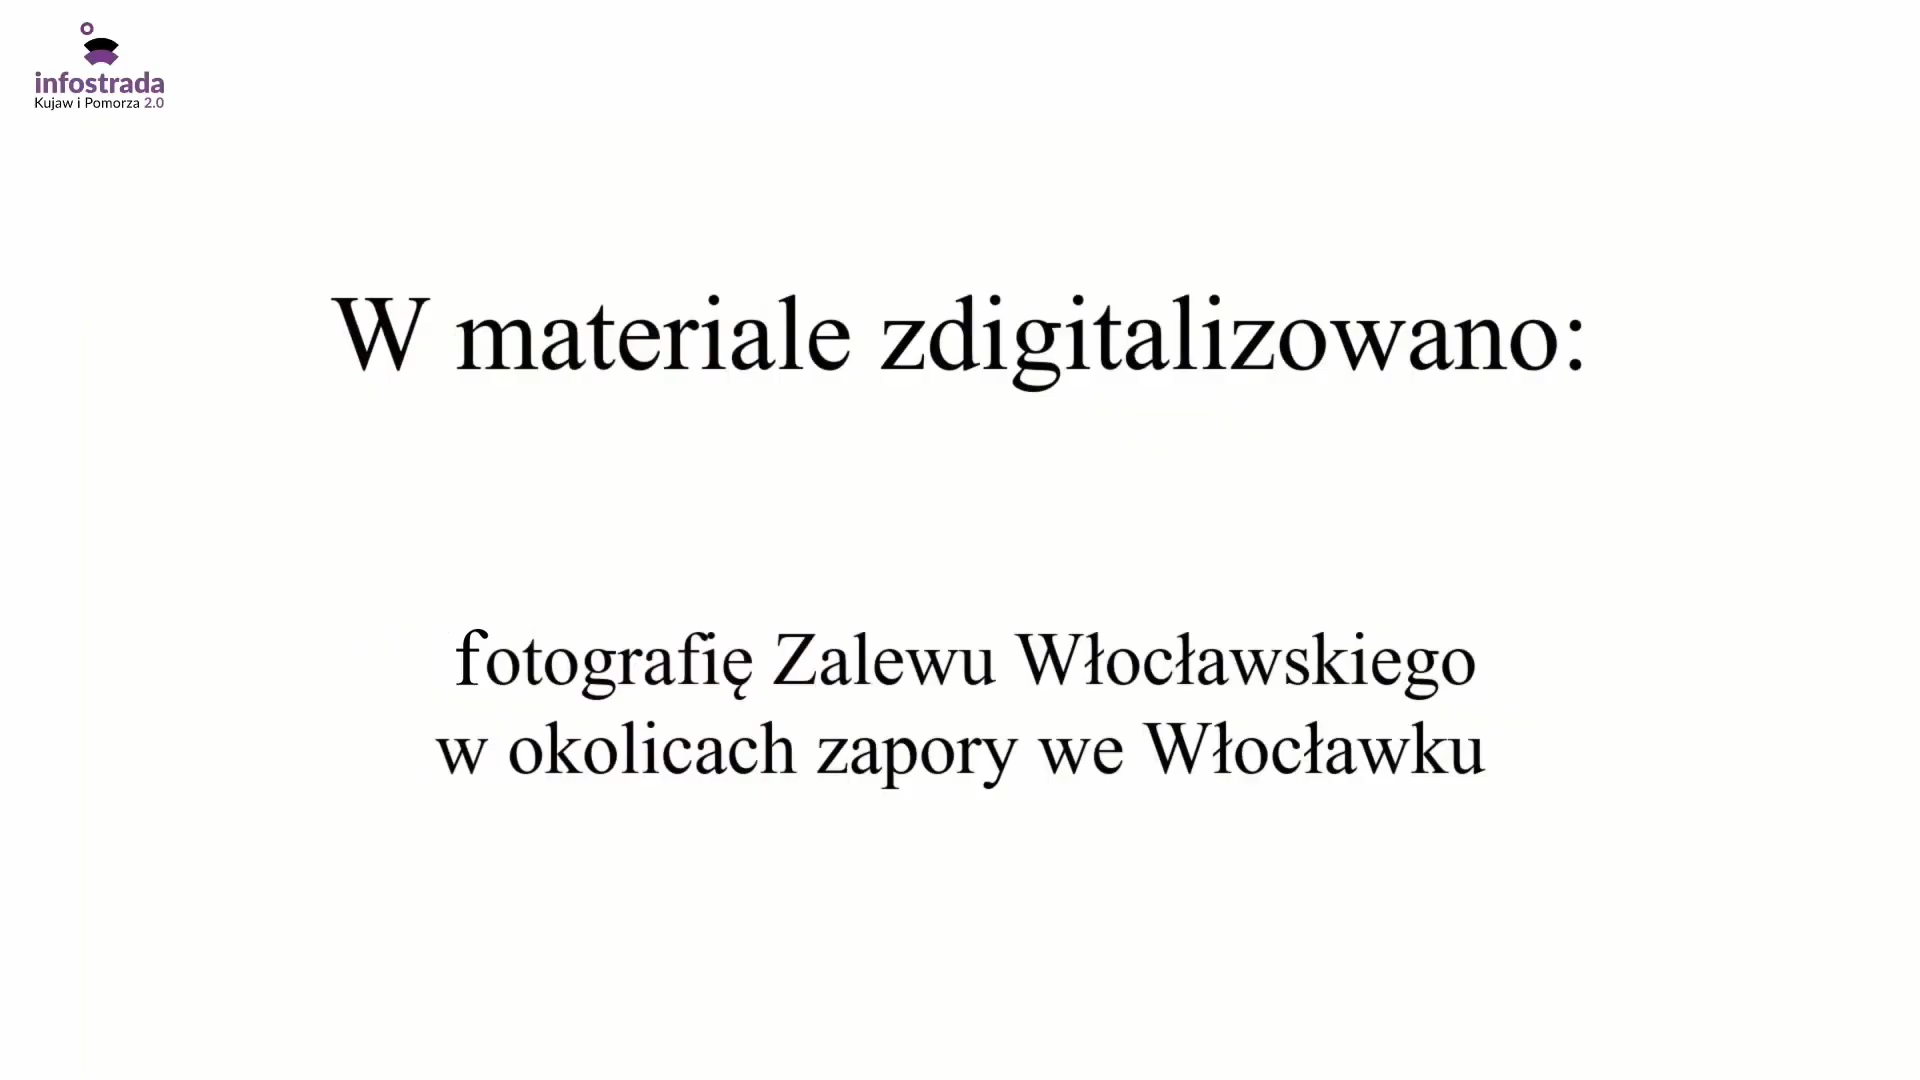 infostrada
Kujaw i Pomorza 2.0
W materiale zdigitalizowano:
fotografię Zalewu Włocławskiego
w okolicach zapory we Włocławku